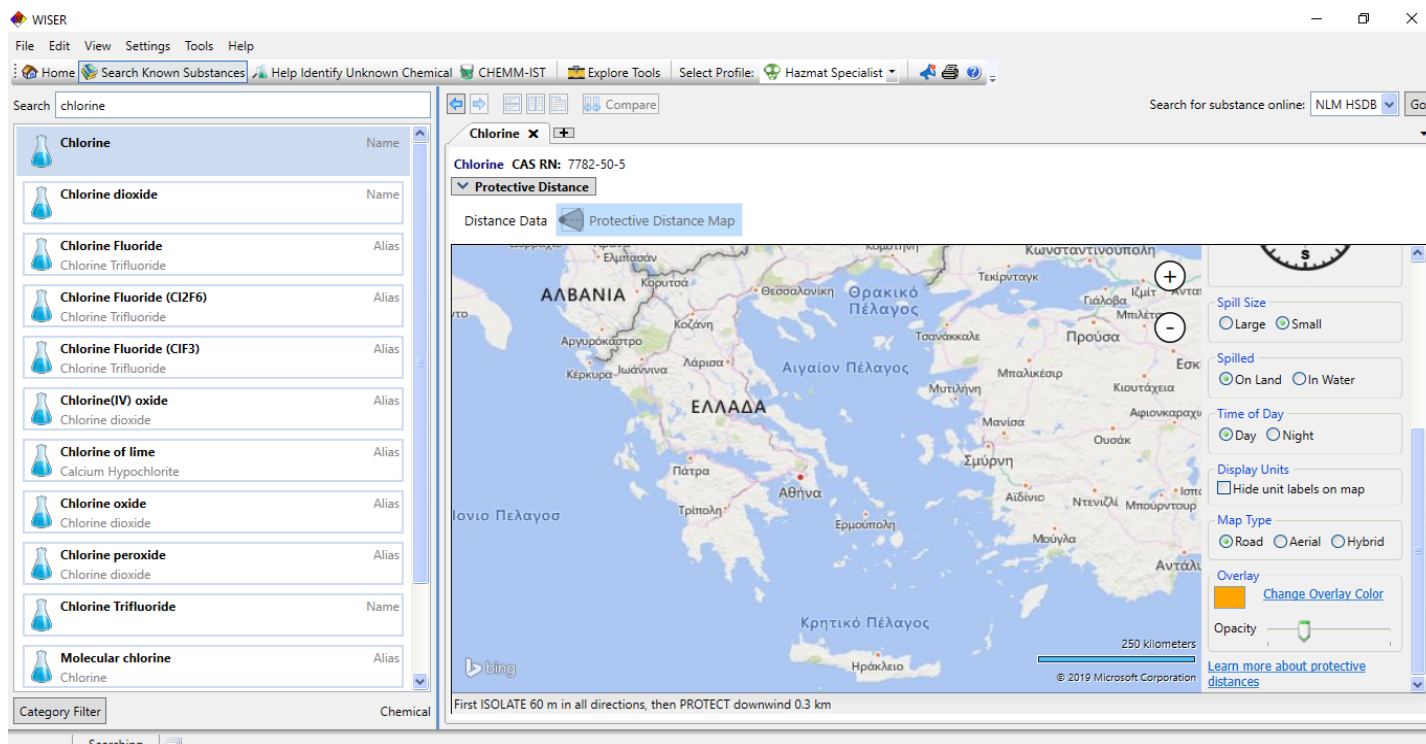 WISER
File Edit View Settings Tools Help
Home Search Known Substances Help Identify Unknown Chemical CHEMM-IST Explore Tools Select Profile: Hazmat Specialist
Search chlorine
Compare
Search for substance online: NLM HSDB Go
Chlorine Name
Chlorine dioxide Name
Chlorine Fluoride Alias
Chlorine Trifluoride
Chlorine Fluoride (Cl2F6) Alias
Chlorine Trifluoride
Chlorine Fluoride (ClF3) Alias
Chlorine Trifluoride
Chlorine(IV) oxide Alias
Chlorine dioxide
Chlorine of lime Alias
Calcium Hypochlorite
Chlorine oxide Alias
Chlorine dioxide
Chlorine peroxide Alias
Chlorine dioxide
Chlorine Trifluoride Name
Molecular chlorine Alias
Chlorine
Category Filter Chemical
Searching
Chlorine
Chlorine CAS RN: 7782-50-5
Protective Distance
Distance Data Protective Distance Map
Ελμπασάν
Κωνσταντινούπολη
ΑΛΒΑΝΙΑ
Κορυτσά
Θεσσαλονίκη
Θρακικό
Πέλαγος
Τεκίρνταγκ
Γιάλοβα
Ιζμίτ
Κοζάνη
Αργυρόκαστρο
Τσανάκκαλε
Προύσα
Κέρκυρα
Ιωάννινα
Λάρισα
Αιγαίον Πέλαγος
Μπαλίκεσιρ
Μυτιλήνη
Κιουτάχεια
ΕΛΛΑΔΑ
Μανίσα
Ουσάκ
Πάτρα
Σμύρνη
Αθήνα
Αϊδίνιο
Ντενιζλί
Μπούρντουρ
Ιονιο Πελαγοσ
Τρίπολη
Ερμούπολη
Μούγλα
Κρητικό Πέλαγος
Ηράκλειο
bing
250 kilometers
© 2019 Microsoft Corporation
+
-
S
Spill Size
Large Small
Spilled
On Land In Water
Time of Day
Day Night
Display Units
Hide unit labels on map
Map Type
Road Aerial Hybrid
Overlay
Change Overlay Color
Opacity
Learn more about protective
distances
First ISOLATE 60 m in all directions, then PROTECT downwind 0.3 km